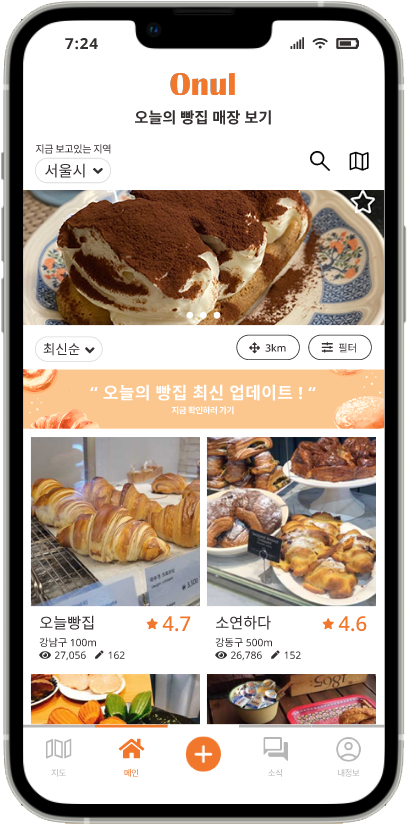 7:24
Onul
오늘의 빵집 매장 보기
지금 보고있는 지역
서울시
최신순
3km
필터
“ 오늘의 빵집 최신 업데이트 ! “
지금 확인하러 가기
오늘빵집
4.7
강남구 100m
27,056
162
소연하다
4.6
강동구 500m
26,786
152
지도
메인
소식
내정보